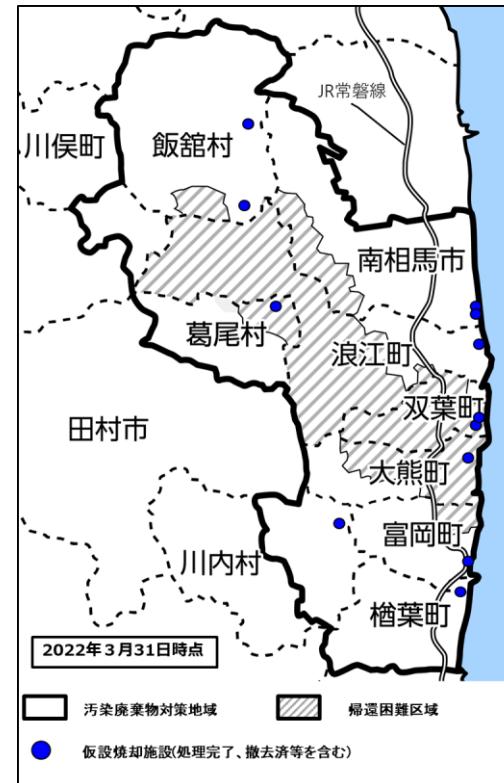 JR常磐線
川俣町
飯舘村
南相馬市
葛尾村
浪江町
双葉町
田村市
大熊町
富岡町
川内村
楢葉町
2022年3月31日時点
汚染廃棄物対策地域
帰還困難区域
仮設焼却施設(処理完了、撤去済等を含む)